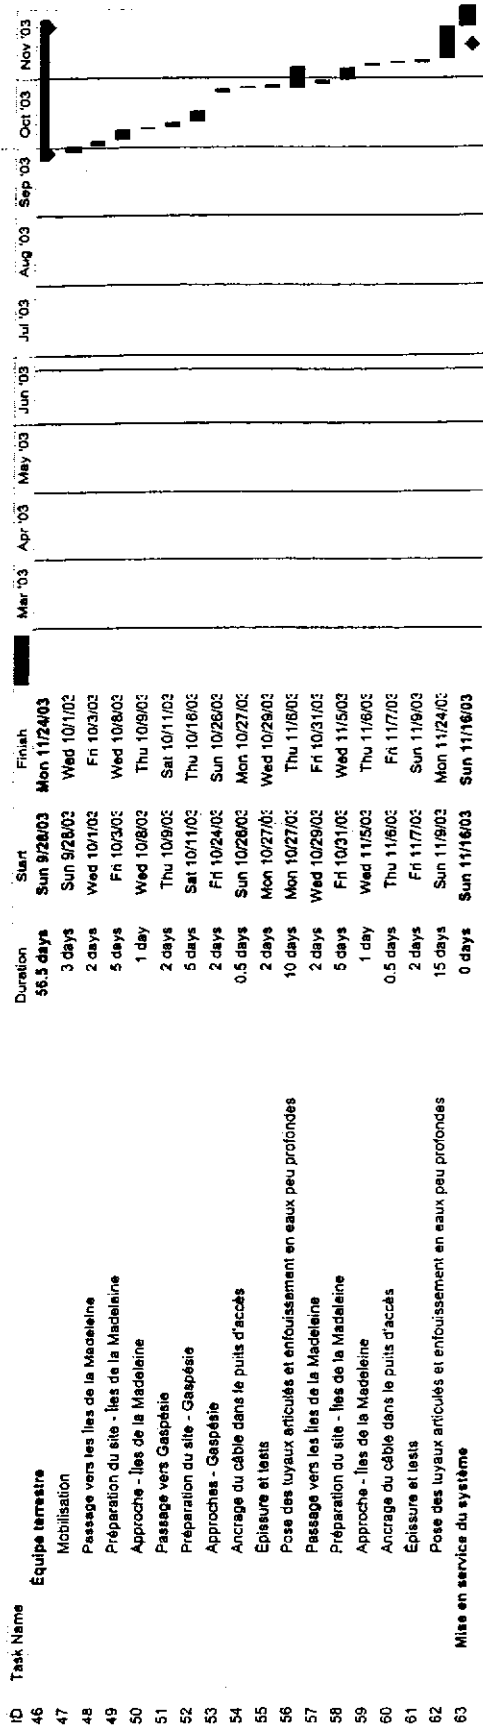 ID Task Name Duration Start Finish Mar '03 Apr '03 May '03 Jun '03 Jul '03 Aug '03 Sep '03 Oct '03 Nov '03
46 Équipe terrestre 56.5 days Sun 9/28/03 Mon 11/24/03
47 Mobilisation 3 days Sun 9/28/03 Wed 10/1/03
48 Passage vers les Îles de la Madeleine 2 days Wed 10/1/03 Fri 10/3/03
49 Préparation du site - Îles de la Madeleine 5 days Fri 10/3/03 Wed 10/8/03
50 Approche - Îles de la Madeleine 1 day Wed 10/8/03 Thu 10/9/03
51 Passage vers Gaspésie 2 days Thu 10/9/03 Sat 10/11/03
52 Préparation du site - Gaspésie 5 days Sat 10/11/03 Thu 10/16/03
53 Approches - Gaspésie 2 days Fri 10/24/03 Sun 10/26/03
54 Ancrage du câble dans le puits d'accès 0.5 days Sun 10/26/03 Mon 10/27/03
55 Épissure et tests 2 days Mon 10/27/03 Wed 10/29/03
56 Pose des tuyaux articulés et enfouissement en eaux peu profondes 10 days Mon 10/27/03 Thu 11/6/03
57 Passage vers les Îles de la Madeleine 2 days Wed 10/29/03 Fri 10/31/03
58 Préparation du site - Îles de la Madeleine 5 days Fri 10/31/03 Wed 11/5/03
59 Approche - Îles de la Madeleine 1 day Wed 11/5/03 Thu 11/6/03
60 Ancrage du câble dans le puits d'accès 0.5 days Thu 11/6/03 Fri 11/7/03
61 Épissure et tests 2 days Fri 11/7/03 Sun 11/9/03
62 Pose des tuyaux articulés et enfouissement en eaux peu profondes 15 days Sun 11/9/03 Mon 11/24/03
63 Mise en service du système 0 days Sun 11/16/03 Sun 11/16/03